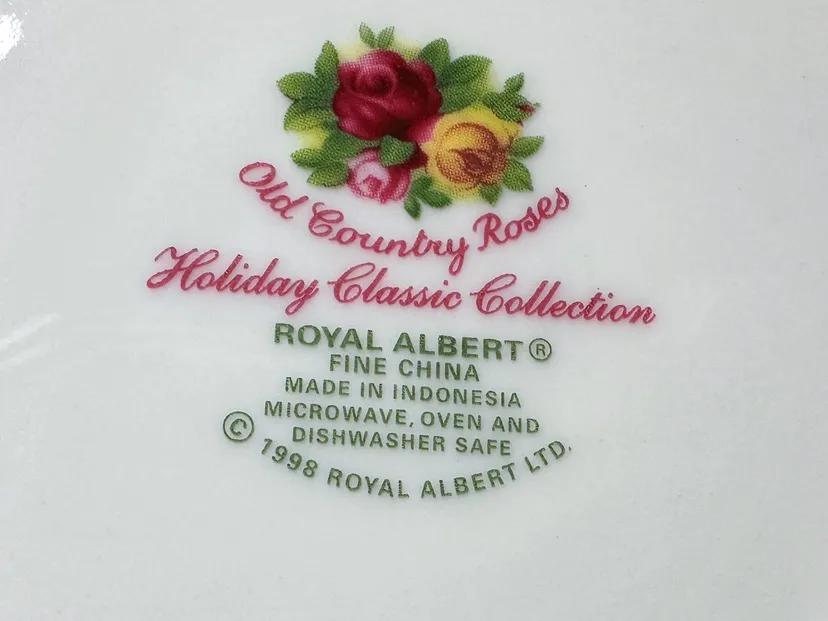 Old Country Roses
Holiday Classic Collection
ROYAL ALBERT®
FINE CHINA
MADE IN INDONESIA
MICROWAVE, OVEN AND
DISHWASHER SAFE
© 1998 ROYAL ALBERT LTD.